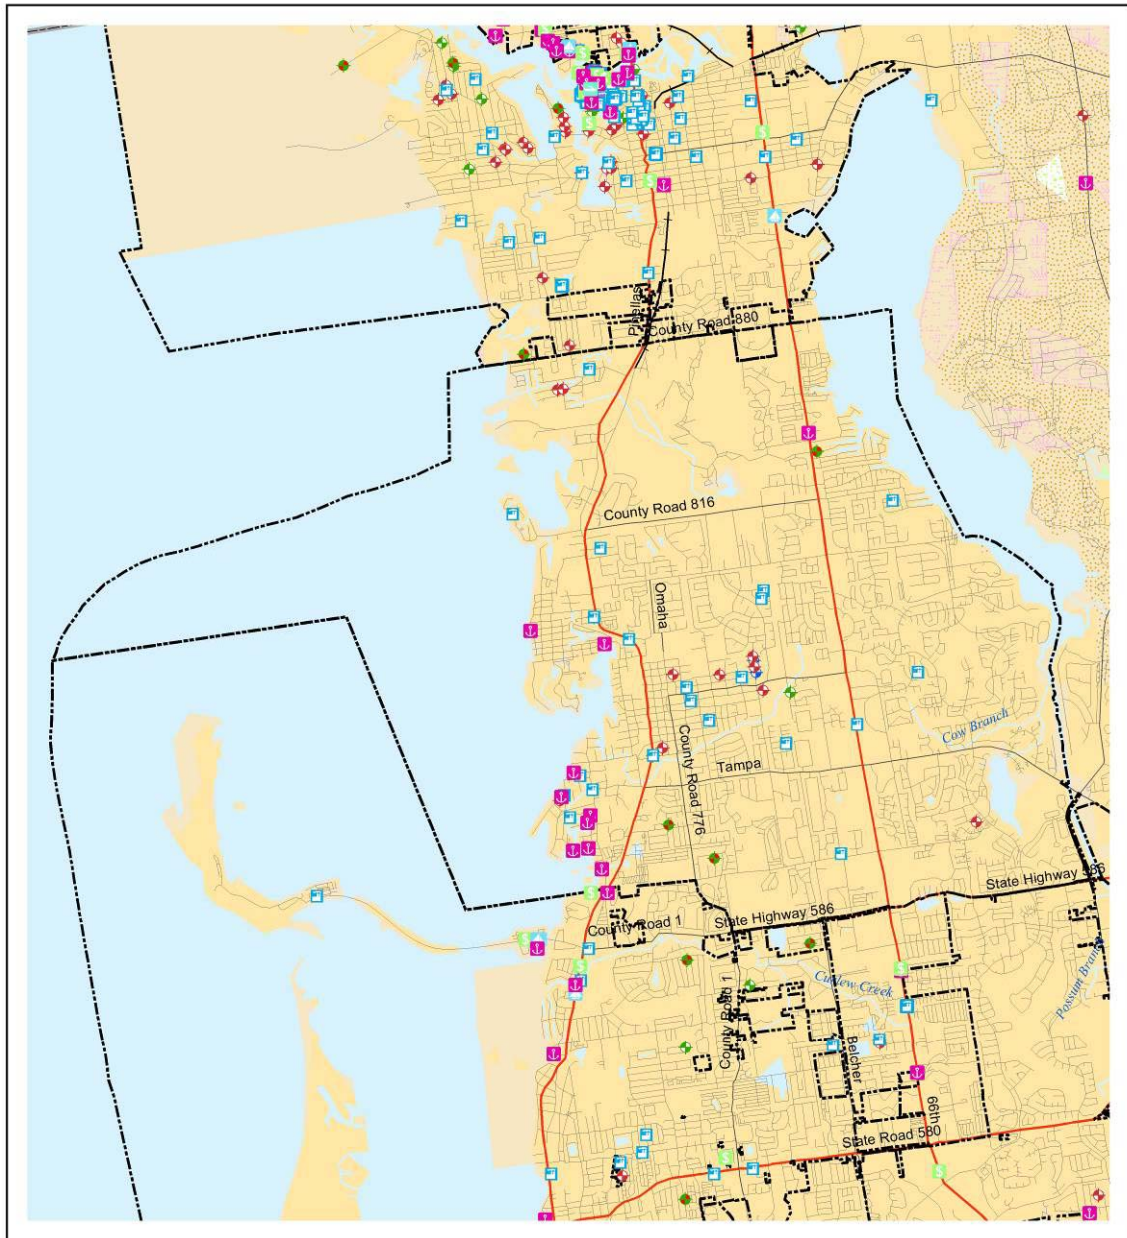 Pinellas
County Road 880
County Road 816
Omaha
Cow Branch
County Road 776
Tampa
State Highway 586
State Highway 586
County Road 1
Possum Branch
Curlew Creek
County Road 1
Belcher
66th
State Road 580